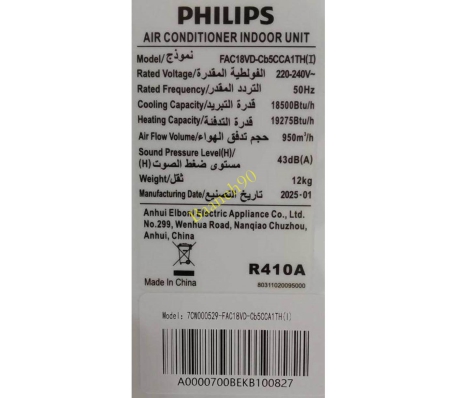 PHILIPS
AIR CONDITIONER INDOOR UNIT
Model/ نموذج FAC18VD-Cb5CCA1TH(I)
Rated Voltage/ الفولطية المقدرة 220-240V~
Rated Frequency/ التردد المقدر 50Hz
Cooling Capacity/ قدرة التبريد 18500Btu/h
Heating Capacity/ قدرة التدفئة 19275Btu/h
Air Flow Volume/ حجم تدفق الهواء 950m³/h
Sound Pressure Level(H)/
مستوى ضغط الصوت(H) 43dB(A)
Weight/ ثقل 12kg
Manufacturing Date/ تاريخ التصنيع 2025-01
Anhui Elbora Electric Appliance Co., Ltd.
No.299, Wenhua Road, Nanqiao Chuzhou,
Anhui, China
Made In China
R410A
80311020095000
Model: 7CN000529-FAC18VD-Cb5CCA1TH(I)
A0000700BEKB100827